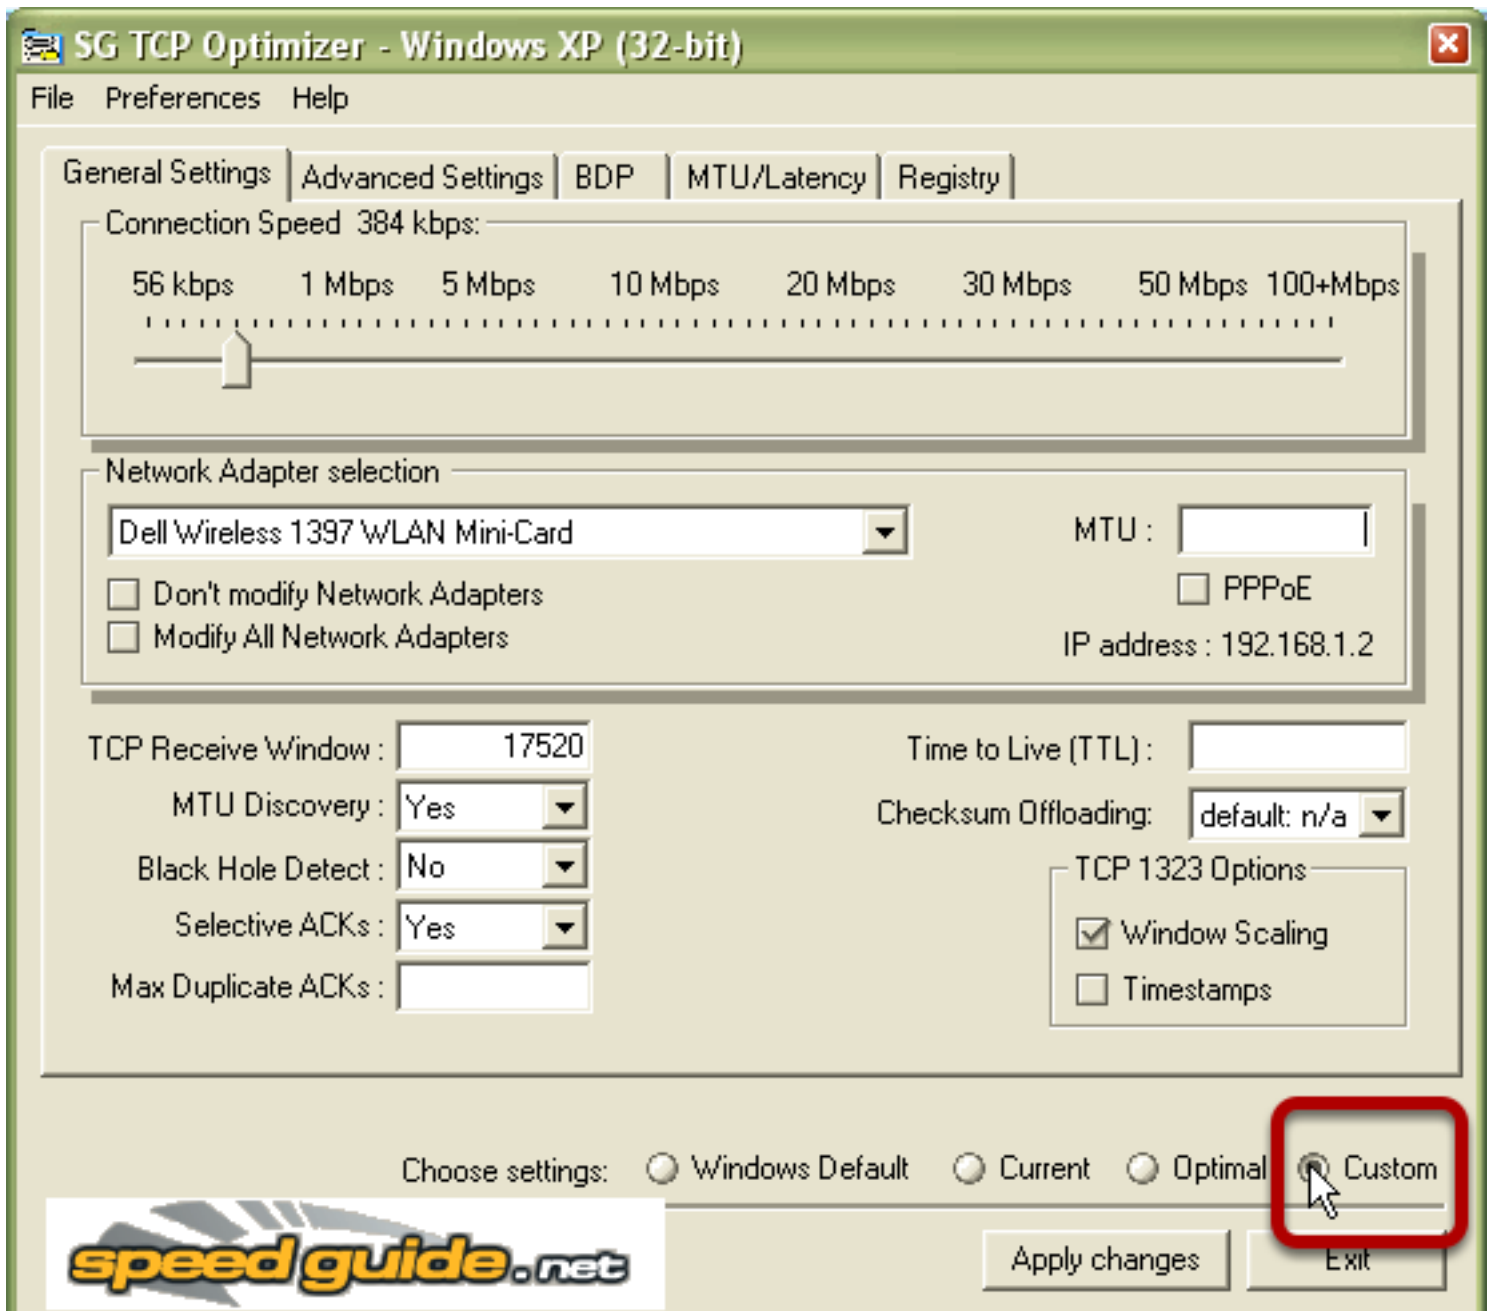 SG TCP Optimizer - Windows XP (32-bit)
File Preferences Help
General Settings Advanced Settings BDP MTU/Latency Registry
Connection Speed 384 kbps:
56 kbps 1 Mbps 5 Mbps 10 Mbps 20 Mbps 30 Mbps 50 Mbps 100+Mbps
Network Adapter selection
Dell Wireless 1397 WLAN Mini-Card MTU :
Don't modify Network Adapters PPPoE
Modify All Network Adapters IP address : 192.168.1.2
TCP Receive Window : 17520 Time to Live (TTL) :
MTU Discovery : Yes Checksum Offloading: default: n/a
Black Hole Detect : No TCP 1323 Options
Selective ACKs : Yes Window Scaling
Max Duplicate ACKs : Timestamps
Choose settings: Windows Default Current Optimal Custom
speedguide.net Apply changes Exit